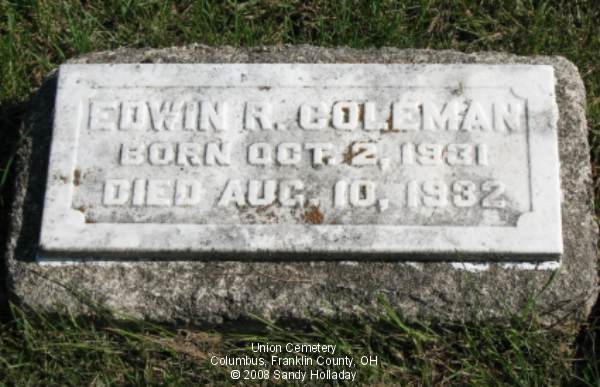 EDWIN R. COLEMAN
BORN OCT. 2, 1931
DIED AUG. 10, 1932
Union Cemetery
Columbus, Franklin County, OH
© 2008 Sandy Holladay